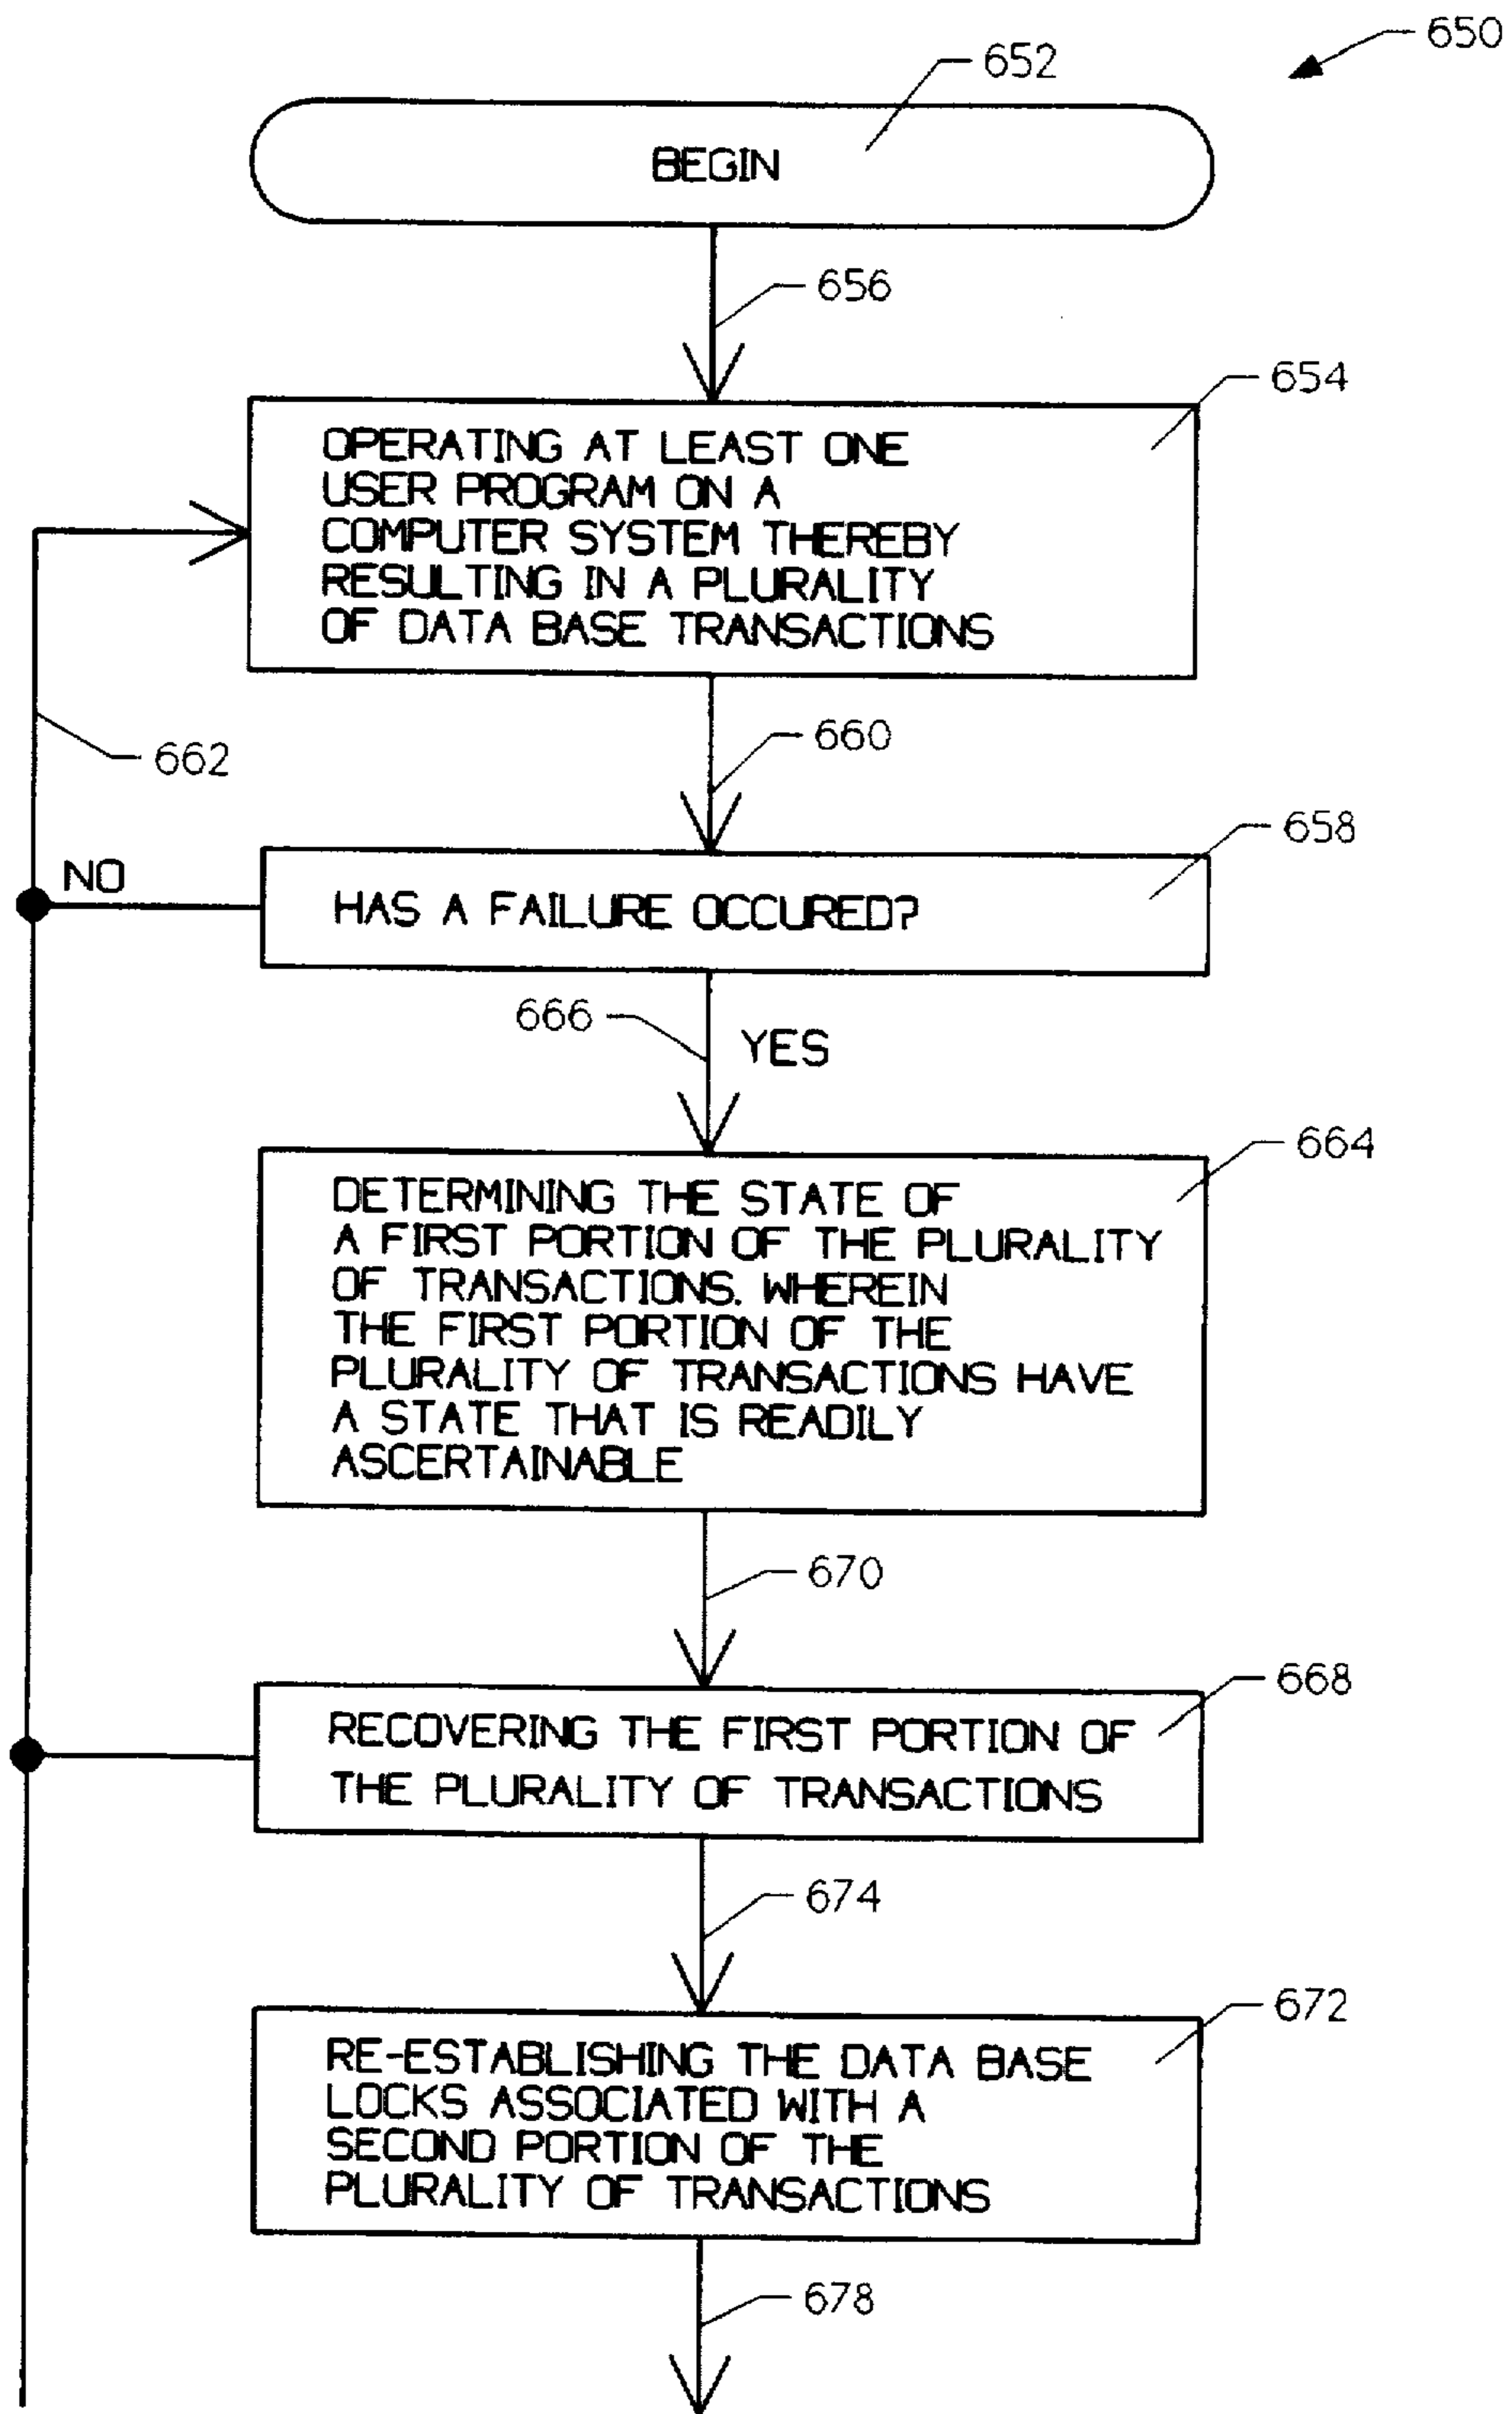 650
652
BEGIN
656
654
OPERATING AT LEAST ONE
USER PROGRAM ON A
COMPUTER SYSTEM THEREBY
RESULTING IN A PLURALITY
OF DATA BASE TRANSACTIONS
662
660
658
NO
HAS A FAILURE OCCURED?
666
YES
664
DETERMINING THE STATE OF
A FIRST PORTION OF THE PLURALITY
OF TRANSACTIONS. WHEREIN
THE FIRST PORTION OF THE
PLURALITY OF TRANSACTIONS HAVE
A STATE THAT IS READILY
ASCERTAINABLE
670
668
RECOVERING THE FIRST PORTION OF
THE PLURALITY OF TRANSACTIONS
674
672
RE-ESTABLISHING THE DATA BASE
LOCKS ASSOCIATED WITH A
SECOND PORTION OF THE
PLURALITY OF TRANSACTIONS
678